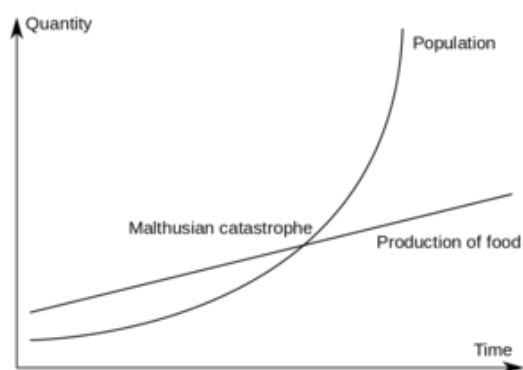 Quantity
Population
Malthusian catastrophe
Production of food
Time